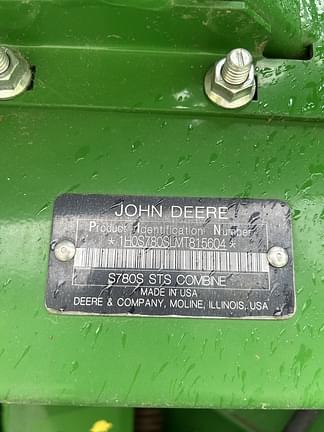 JOHN DEERE
Product Identification Number
*1H0S780SLMT815604*
S780S STS COMBINE
MADE IN USA
DEERE & COMPANY, MOLINE, ILLINOIS, USA